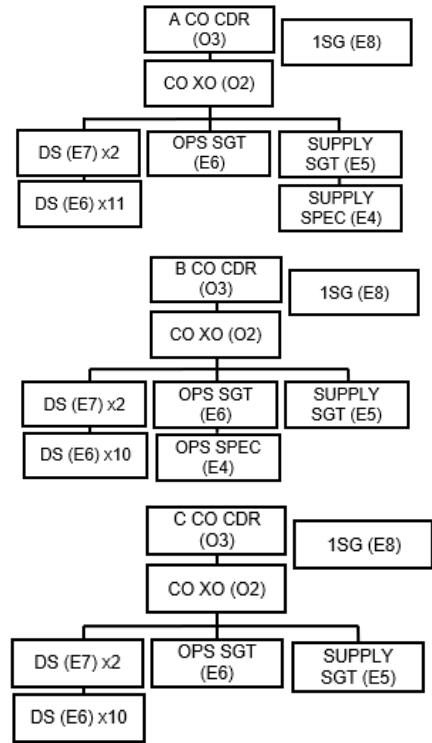 A CO CDR
(O3)
1SG (E8)
CO XO (O2)
DS (E7) x2
OPS SGT
(E6)
SUPPLY
SGT (E5)
DS (E6) x11
SUPPLY
SPEC (E4)
B CO CDR
(O3)
1SG (E8)
CO XO (O2)
DS (E7) x2
OPS SGT
(E6)
SUPPLY
SGT (E5)
DS (E6) x10
OPS SPEC
(E4)
C CO CDR
(O3)
1SG (E8)
CO XO (O2)
DS (E7) x2
OPS SGT
(E6)
SUPPLY
SGT (E5)
DS (E6) x10